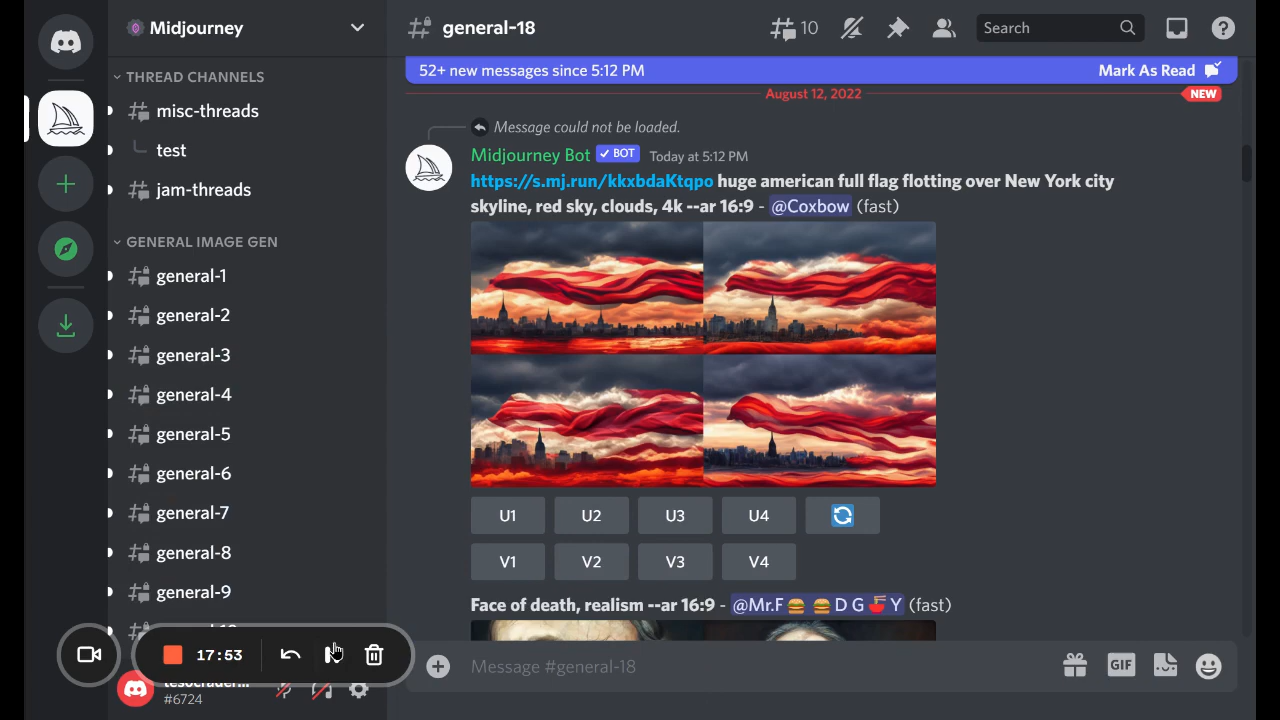 Midjourney
THREAD CHANNELS
misc-threads
test
jam-threads
GENERAL IMAGE GEN
general-1
general-2
general-3
general-4
general-5
general-6
general-7
general-8
general-9
17:53
#6724
general-18
10
Search
52+ new messages since 5:12 PM
Mark As Read
August 12, 2022
NEW
Message could not be loaded.
Midjourney Bot ✓ BOT Today at 5:12 PM
https://s.mj.run/kkxbdaKtqpo huge american full flag flotting over New York city
skyline, red sky, clouds, 4k --ar 16:9 - @Coxbow (fast)
U1 U2 U3 U4
V1 V2 V3 V4
Face of death, realism --ar 16:9 - @Mr.F🍔 🍔D G🍜Y (fast)
Message #general-18
GIF